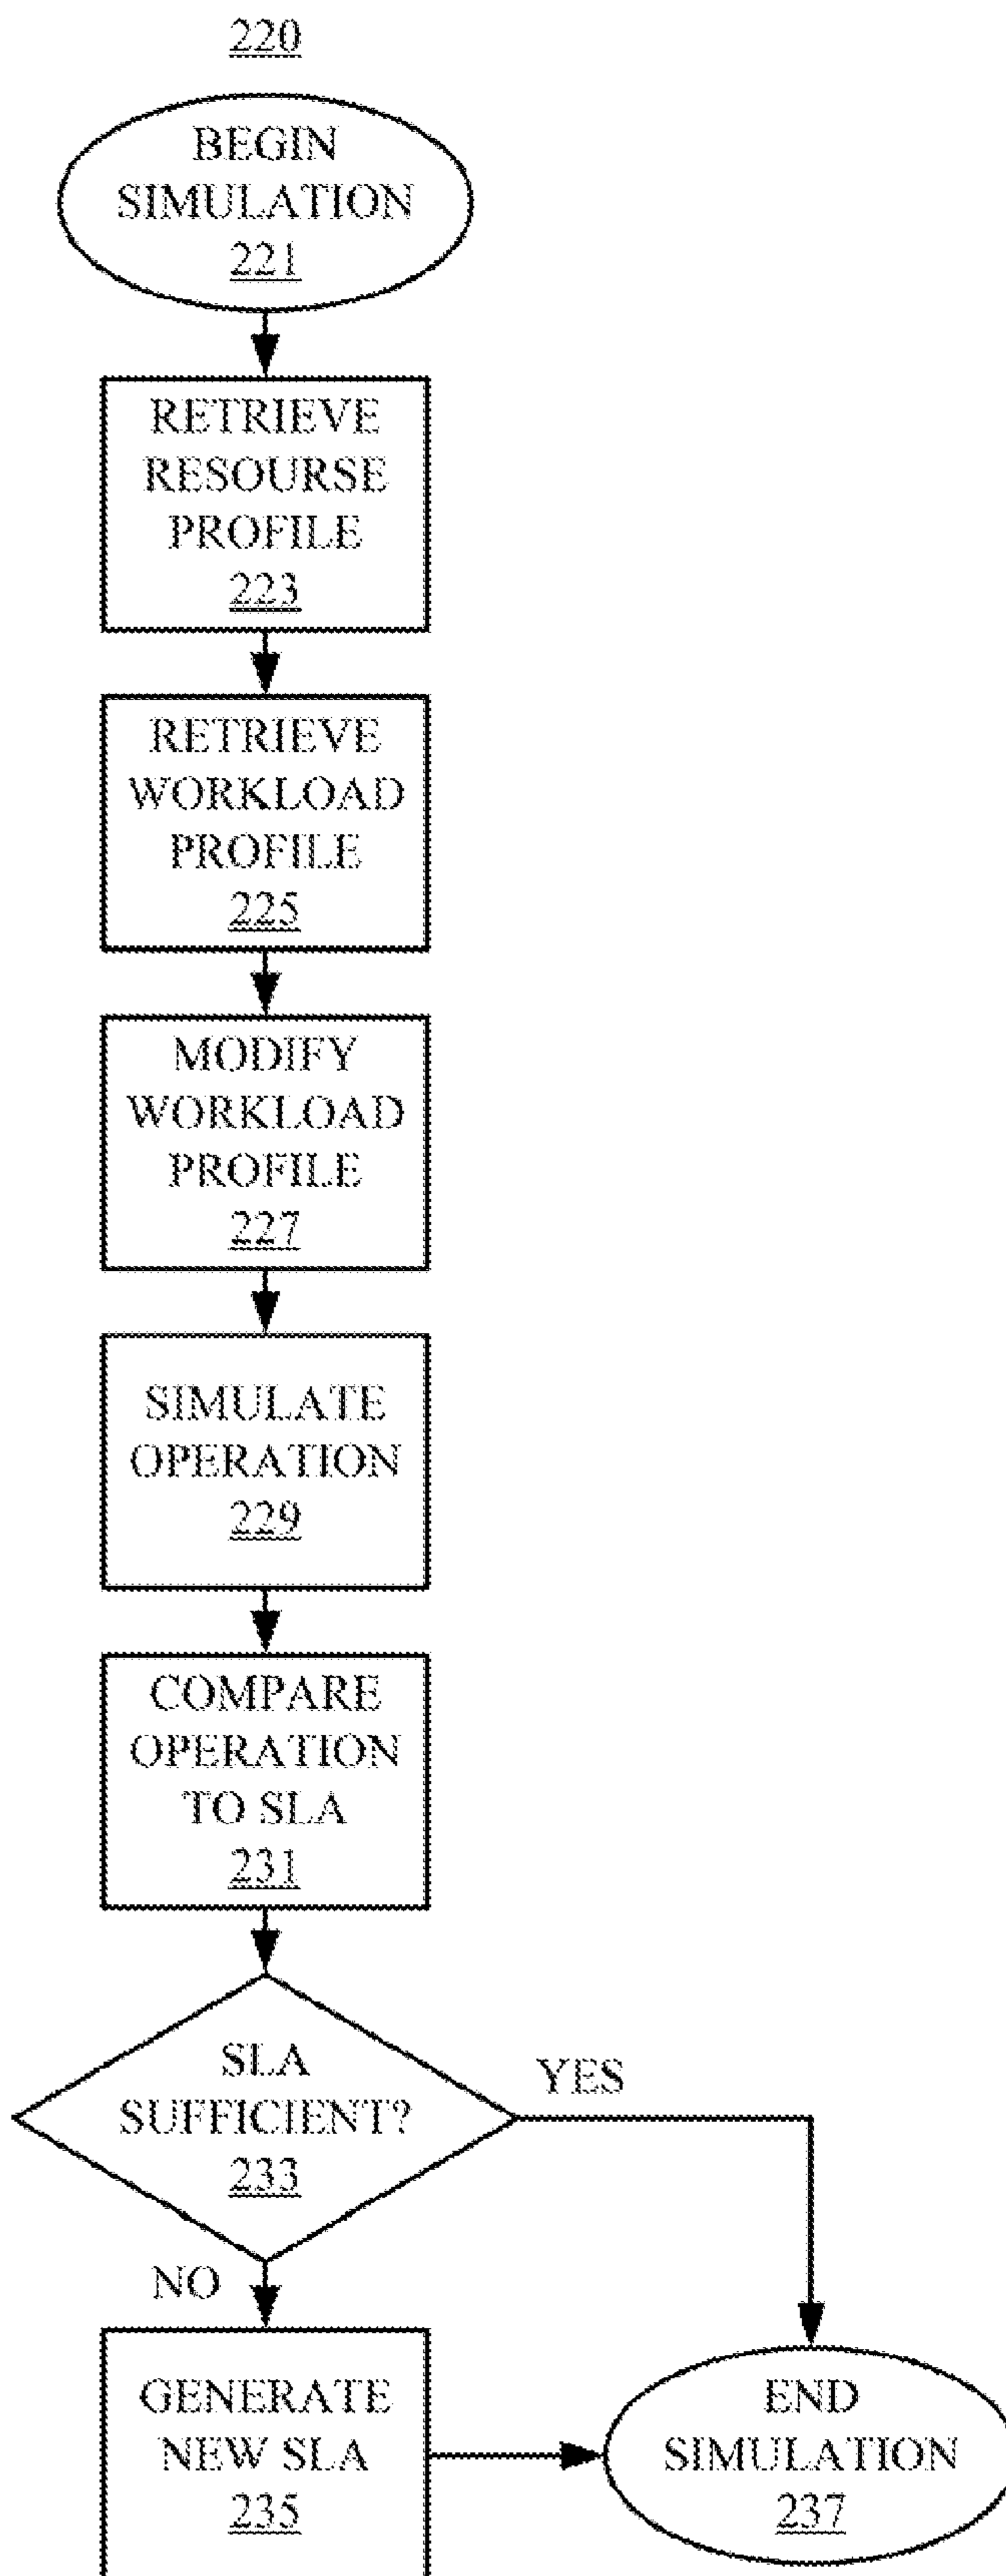 220
BEGIN
SIMULATION
221
RETRIEVE
RESOURSE
PROFILE
223
RETRIEVE
WORKLOAD
PROFILE
225
MODIFY
WORKLOAD
PROFILE
227
SIMULATE
OPERATION
229
COMPARE
OPERATION
TO SLA
231
SLA
SUFFICIENT?
233
YES
NO
GENERATE
NEW SLA
235
END
SIMULATION
237